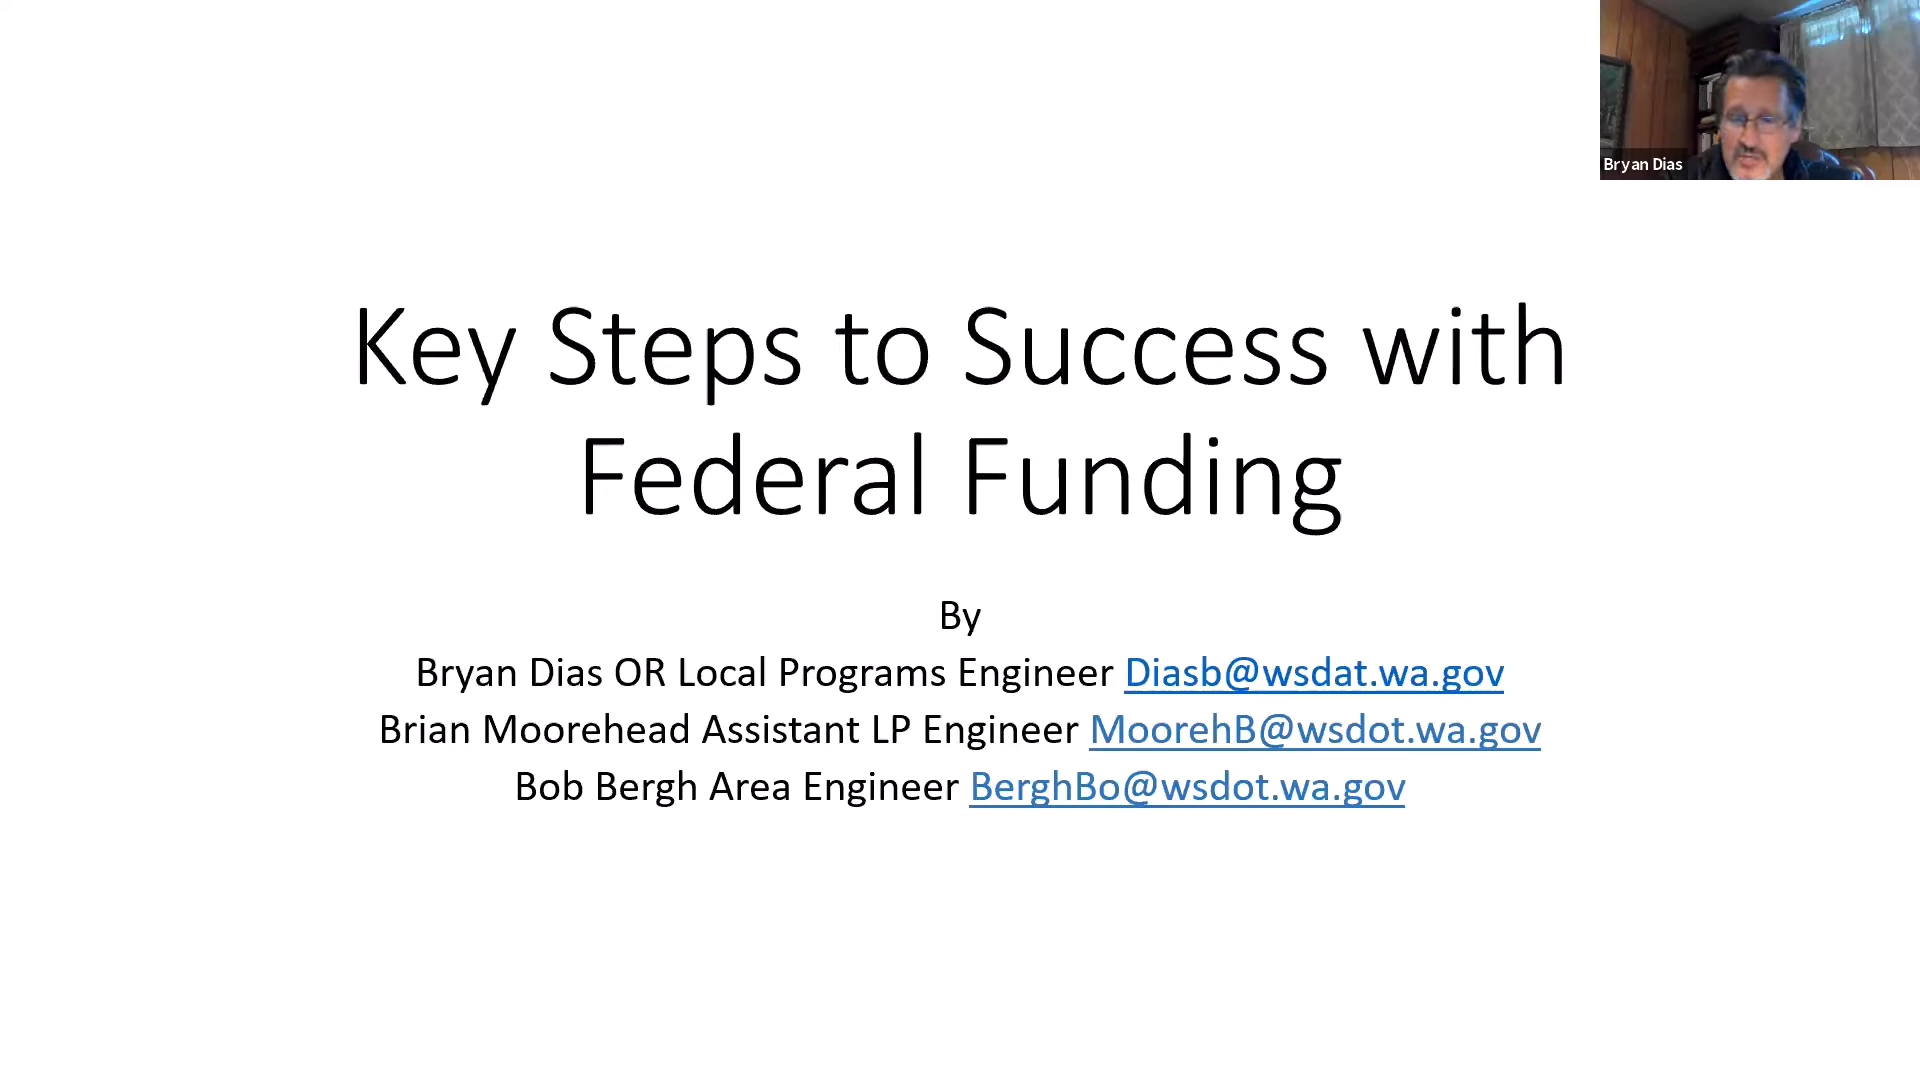 Bryan Dias
Key Steps to Success with
Federal Funding
By
Bryan Dias OR Local Programs Engineer Diasb@wsdat.wa.gov
Brian Moorehead Assistant LP Engineer MoorehB@wsdot.wa.gov
Bob Bergh Area Engineer BerghBo@wsdot.wa.gov